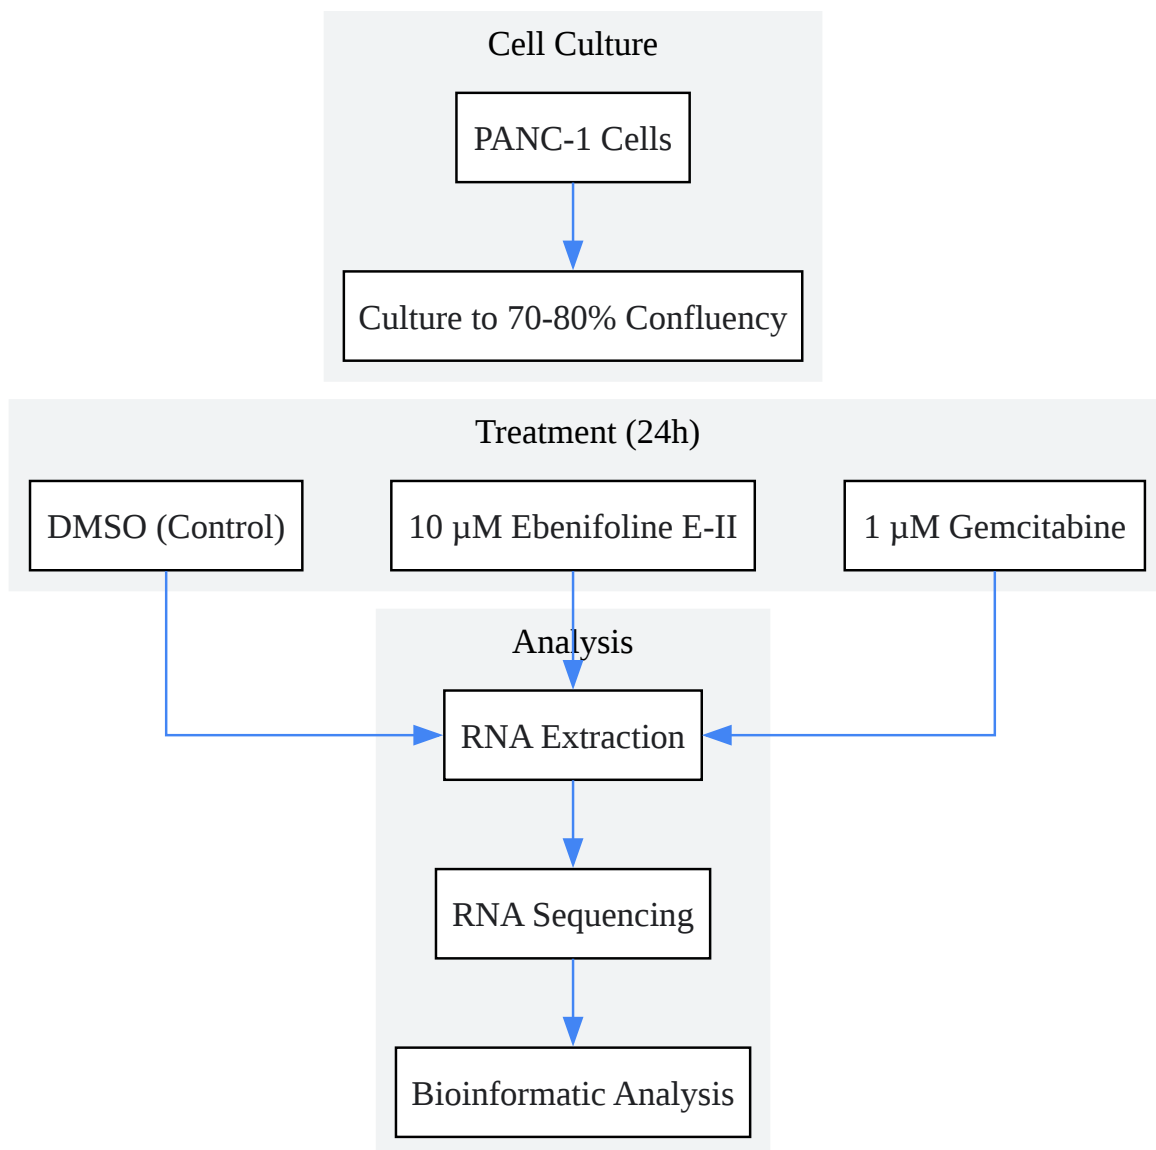 Cell Culture
PANC-1 Cells
Culture to 70-80% Confluency
Treatment (24h)
DMSO (Control)
10 µM Ebenifoline E-II
1 µM Gemcitabine
Analysis
RNA Extraction
RNA Sequencing
Bioinformatic Analysis